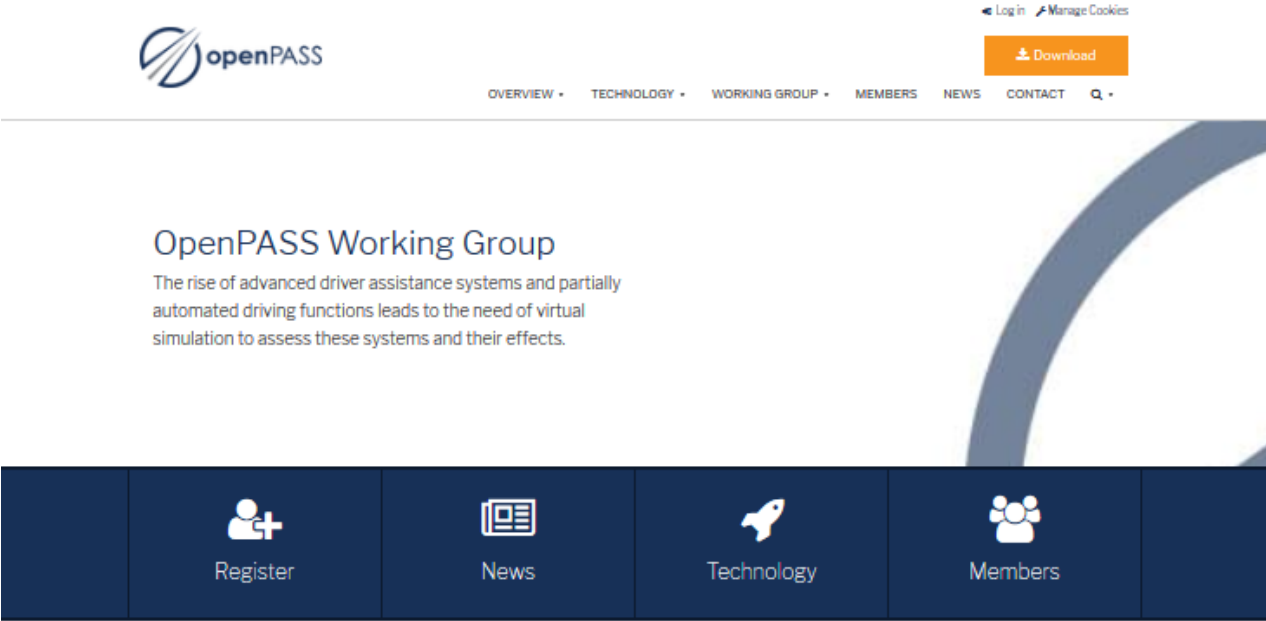 Log in Manage Cookies
openPASS
Download
OVERVIEW TECHNOLOGY WORKING GROUP MEMBERS NEWS CONTACT
OpenPASS Working Group
The rise of advanced driver assistance systems and partially
automated driving functions leads to the need of virtual
simulation to assess these systems and their effects.
Register News Technology Members